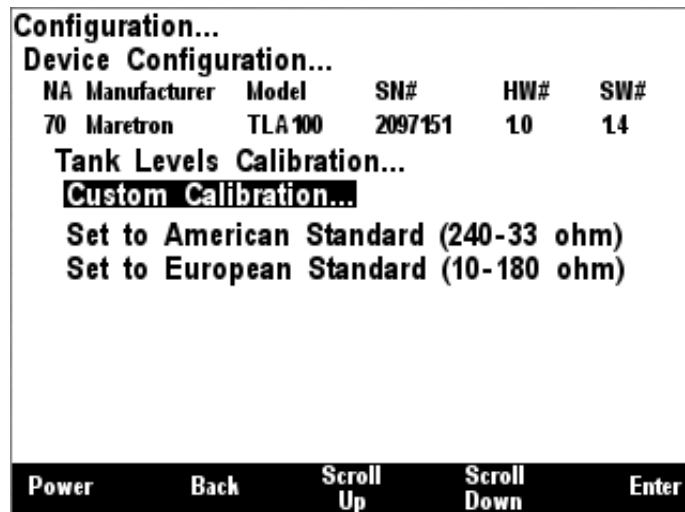 Configuration...
Device Configuration...
NA Manufacturer Model SN# HW# SW#
70 Maretron TLA100 2097151 1.0 1.4
Tank Levels Calibration...
Custom Calibration...
Set to American Standard (240-33 ohm)
Set to European Standard (10-180 ohm)
Power Back Scroll Up Scroll Down Enter